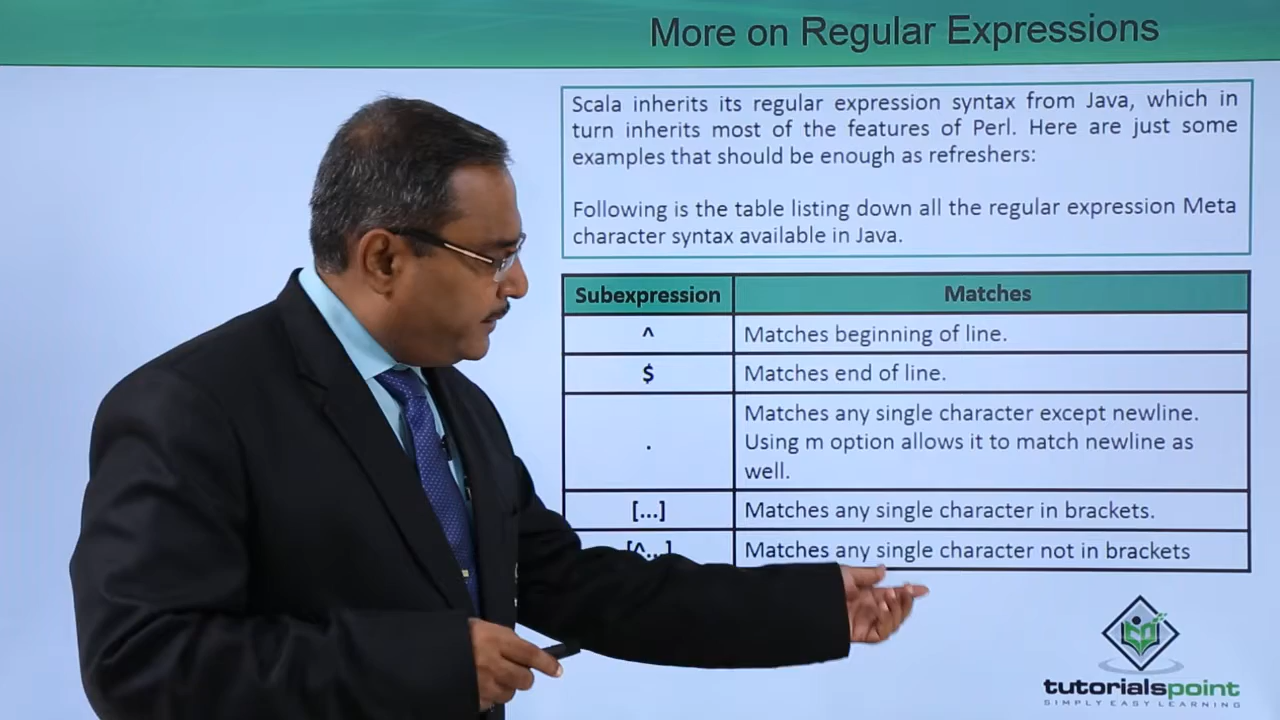 More on Regular Expressions
Scala inherits its regular expression syntax from Java, which in
turn inherits most of the features of Perl. Here are just some
examples that should be enough as refreshers:
Following is the table listing down all the regular expression Meta
character syntax available in Java.
Subexpression Matches
^ Matches beginning of line.
$ Matches end of line.
. Matches any single character except newline.
Using m option allows it to match newline as
well.
[...] Matches any single character in brackets.
[^...] Matches any single character not in brackets
tutorialspoint
SIMPLY EASY LEARNING